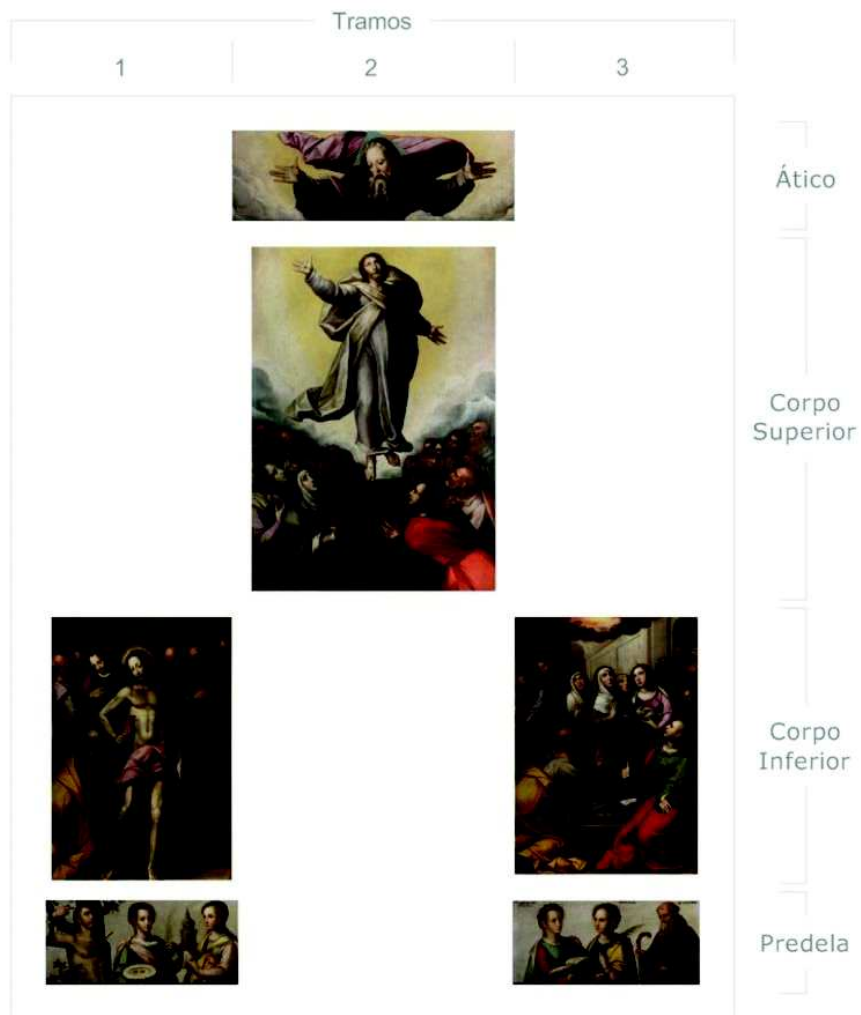 Tramos
1 2 3
Ático
Corpo
Superior
Corpo
Inferior
Predela